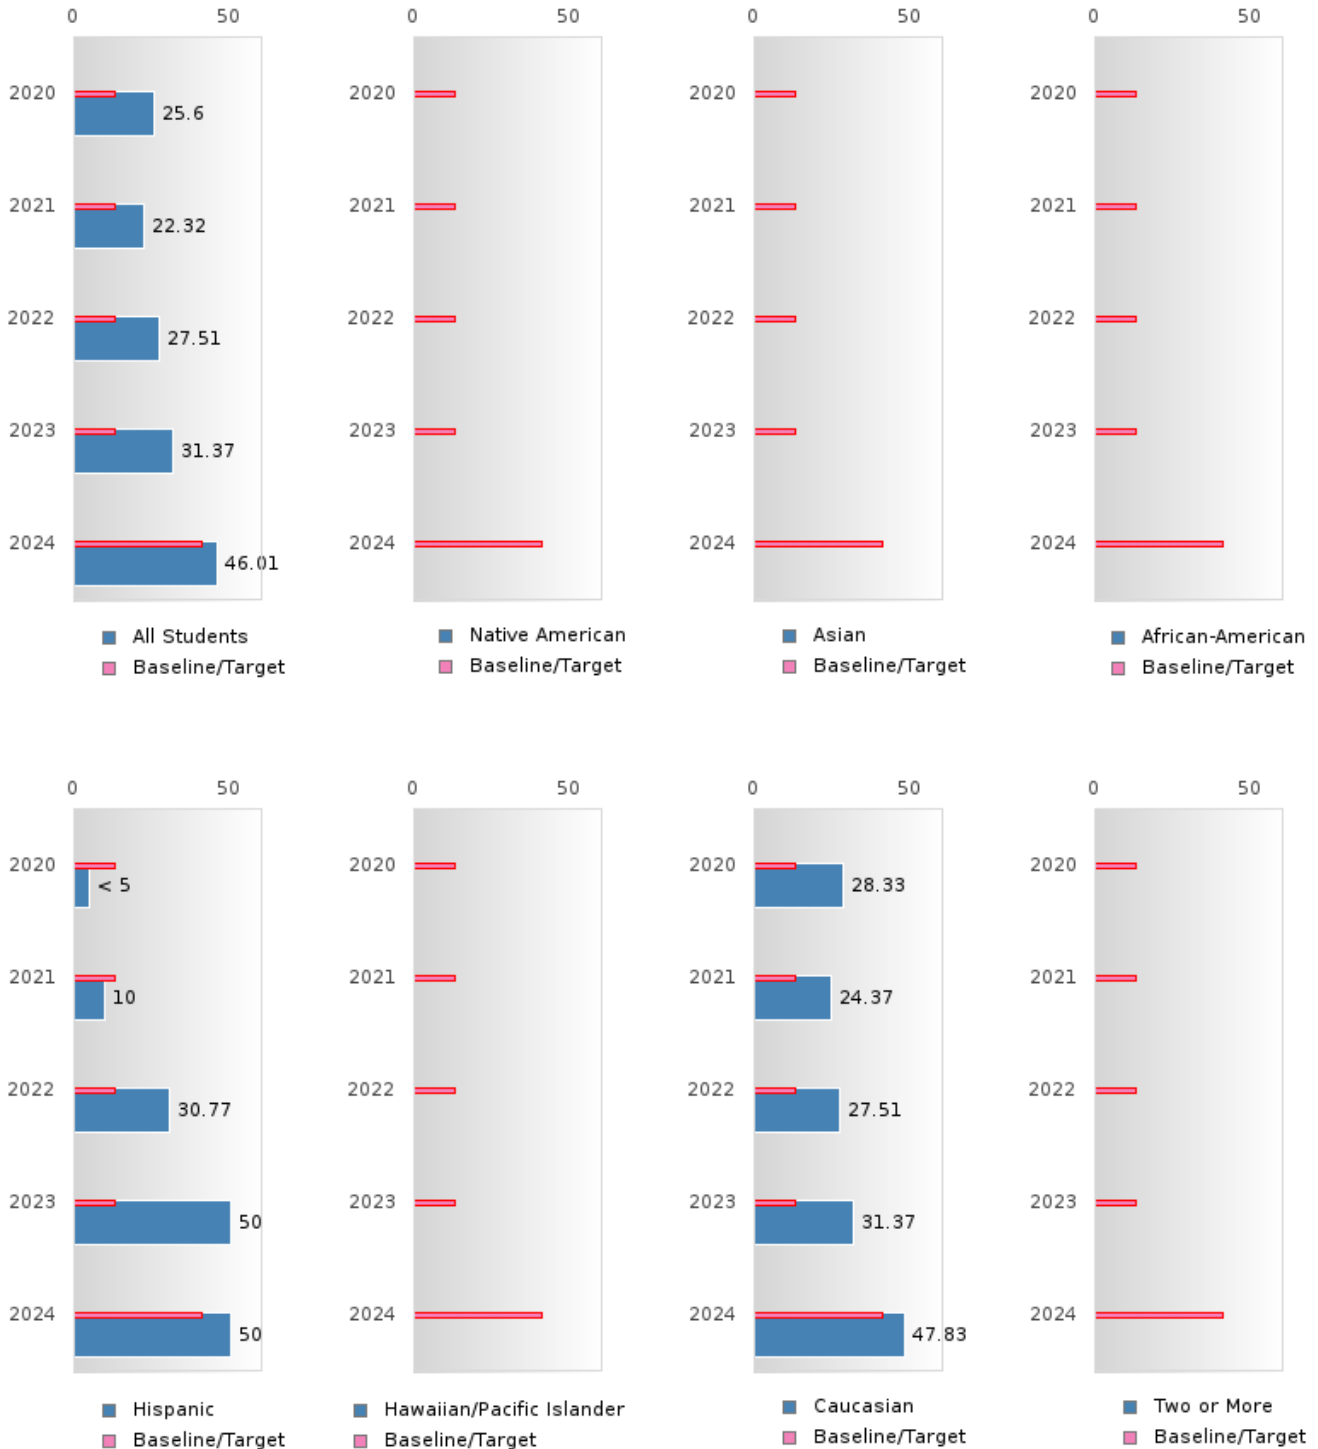 0 50 0 50 0 50 0 50
2020 25.6 2020 2020 2020
2021 22.32 2021 2021 2021
2022 27.51 2022 2022 2022
2023 31.37 2023 2023 2023
2024 46.01 2024 2024 2024
All Students Native American Asian African-American
Baseline/Target Baseline/Target Baseline/Target Baseline/Target
0 50 0 50 0 50 0 50
2020 < 5 2020 2020 28.33 2020
2021 10 2021 2021 24.37 2021
2022 30.77 2022 2022 27.51 2022
2023 50 2023 2023 31.37 2023
2024 50 2024 2024 47.83 2024
Hispanic Hawaiian/Pacific Islander Caucasian Two or More
Baseline/Target Baseline/Target Baseline/Target Baseline/Target